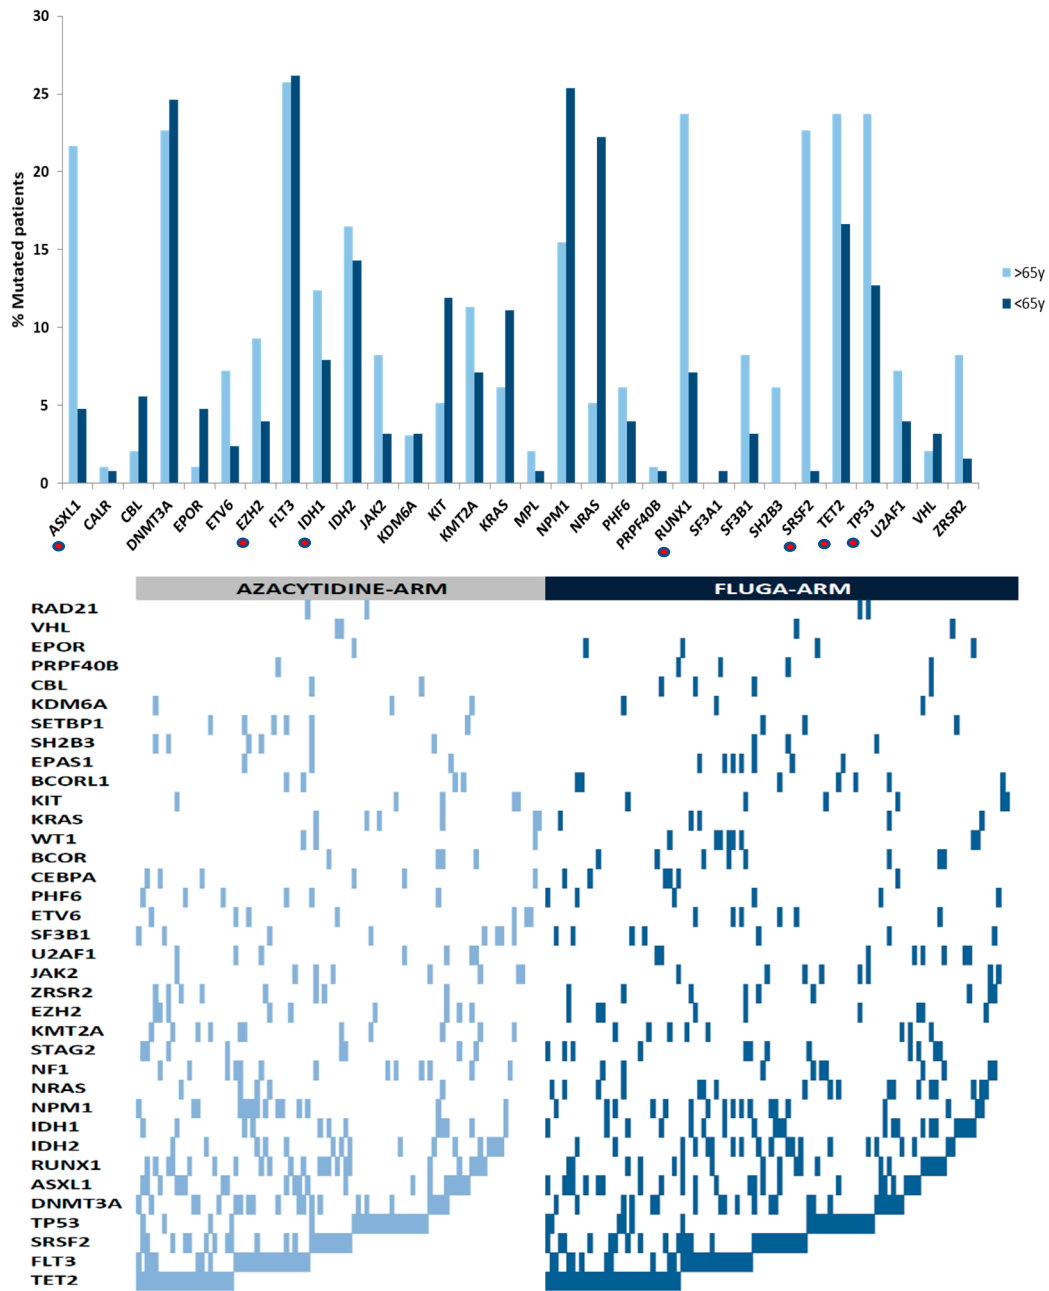 30
25
20
15
10
5
0
% Mutated patients
>65y
<65y
ASXL1
CALR
CBL
DNMT3A
EPOR
ETV6
EZH2
FLT3
IDH1
IDH2
JAK2
KDM6A
KIT
KMT2A
KRAS
MPL
NPM1
NRAS
PHF6
PRPF40B
RUNX1
SF3A1
SF3B1
SH2B3
SRSF2
TET2
TP53
U2AF1
VHL
ZRSR2
AZACYTIDINE-ARM
FLUGA-ARM
RAD21
VHL
EPOR
PRPF40B
CBL
KDM6A
SETBP1
SH2B3
EPAS1
BCORL1
KIT
KRAS
WT1
BCOR
CEBPA
PHF6
ETV6
SF3B1
U2AF1
JAK2
ZRSR2
EZH2
KMT2A
STAG2
NF1
NRAS
NPM1
IDH1
IDH2
RUNX1
ASXL1
DNMT3A
TP53
SRSF2
FLT3
TET2